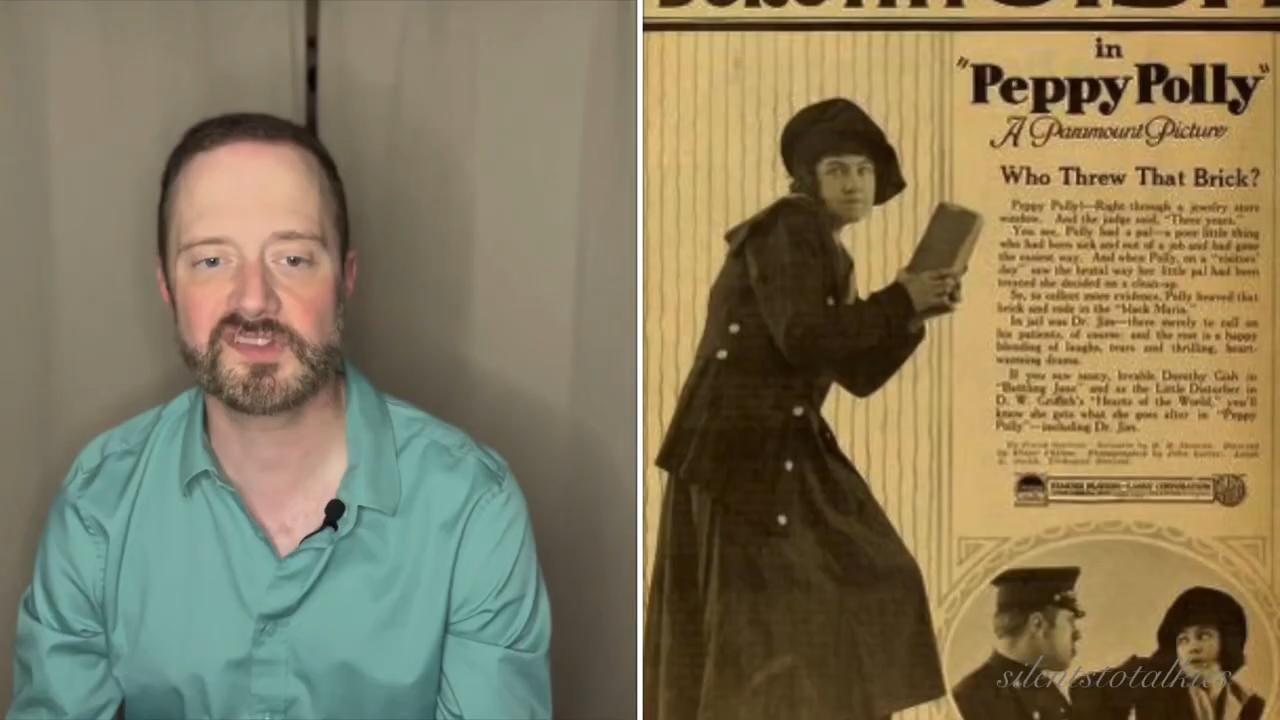 in
"Peppy Polly"
A Paramount Picture
Who Threw That Brick?
Peppy Polly!—Right through a jewelry store
window. And the judge said, "Three years."
You see, Polly had a pal—a poor little thing
who had been sick and out of a job and had gone
the easiest way. And when Polly, on a "visitors'
day" saw the brutal way her little pal had been
treated she decided on a clean-up.
So, to collect more evidence, Polly heaved that
brick and rode in the "black Maria."
In jail was Dr. Jim—there merely to call on
his patients, of course: and the rest is a happy
blending of laughs, tears and thrilling, heart-
warming drama.
If you saw saucy, lovable Dorothy Gish in
"Battling Jane" and as the Little Disturber in
D. W. Griffith's "Hearts of the World," you'll
know she gets what she goes after in "Peppy
Polly"—including Dr. Jim.
FAMOUS PLAYERS-LASKY CORPORATION
silentstotalkies